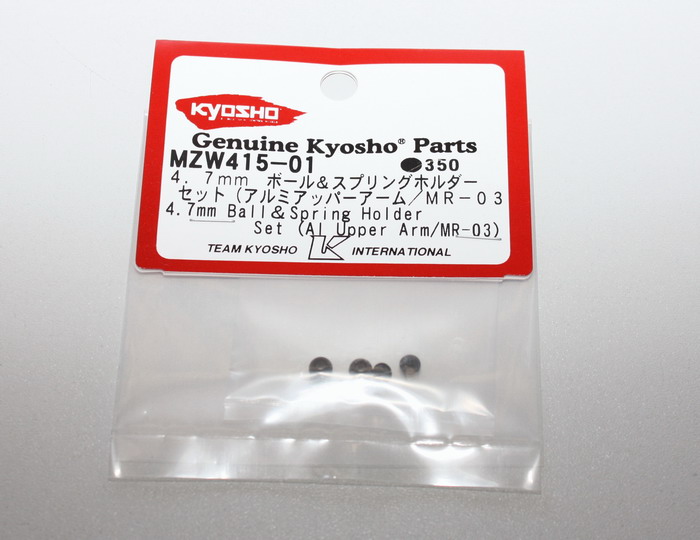 KYOSHO
Genuine Kyosho® Parts
MZW415-01 ●350
4.7mm ボール&スプリングホルダー
セット(アルミアッパーアーム/MR-03
4.7mm Ball&Spring Holder
Set (Al Upper Arm/MR-03)
TEAM KYOSHO K INTERNATIONAL